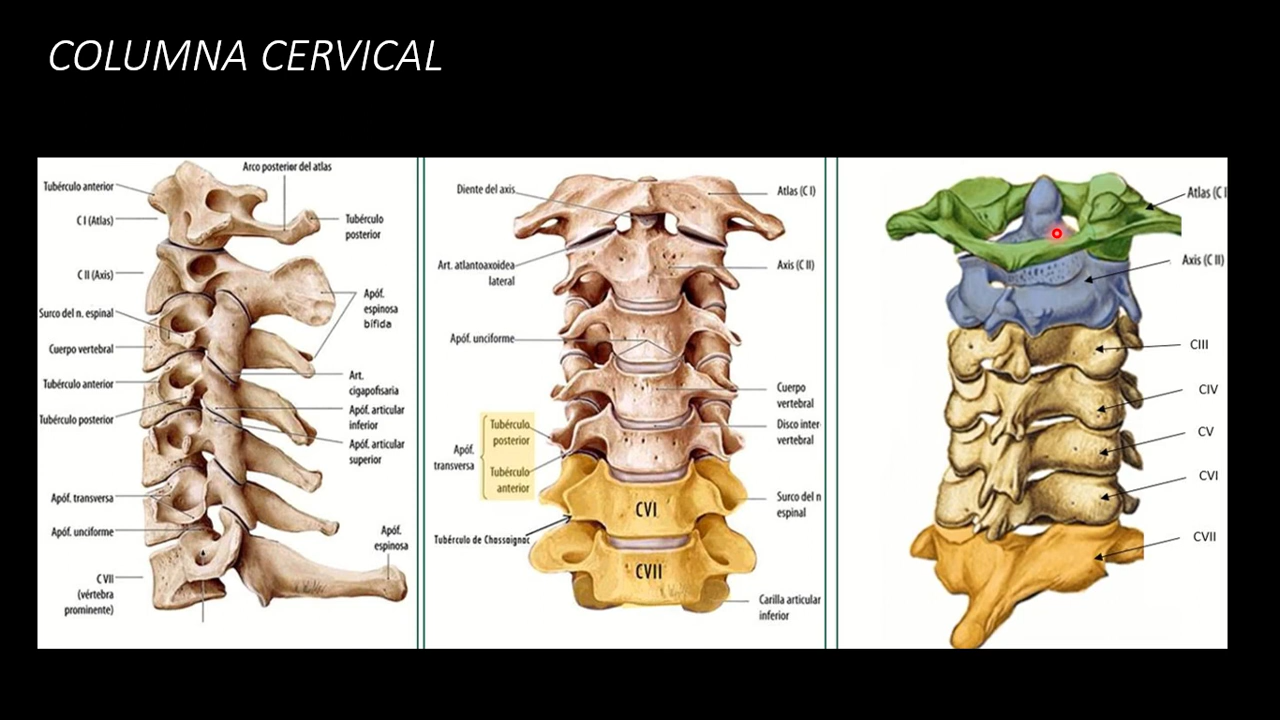 COLUMNA CERVICAL
Arco posterior del atlas
Tubérculo anterior
C I (Atlas)
Tubérculo
posterior
C II (Axis)
Apóf.
espinosa
bífida
Surco del n. espinal
Cuerpo vertebral
Art.
cigapofisaria
Tubérculo anterior
Apóf. articular
inferior
Tubérculo posterior
Apóf. articular
superior
Apóf. transversa
Apóf. unciforme
Apóf.
espinosa
C VII
(vértebra
prominente)
Diente del axis
Atlas (C I)
Art. atlantoaxoidea
lateral
Axis (C II)
Apóf. unciforme
Cuerpo
vertebral
Disco inter-
vertebral
Apóf.
transversa
Tubérculo
posterior
Tubérculo
anterior
Surco del n
espinal
CVI
Tubérculo de Chassaignac
CVII
Carilla articular
inferior
Atlas (C I
Axis (C II)
CIII
CIV
CV
CVI
CVII